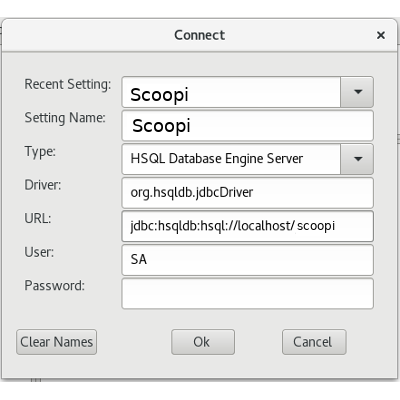 Connect
Recent Setting: Scoopi
Setting Name: Scoopi
Type: HSQL Database Engine Server
Driver: org.hsqldb.jdbcDriver
URL: jdbc:hsqldb:hsql://localhost/scoopi
User: SA
Password:
Clear Names Ok Cancel